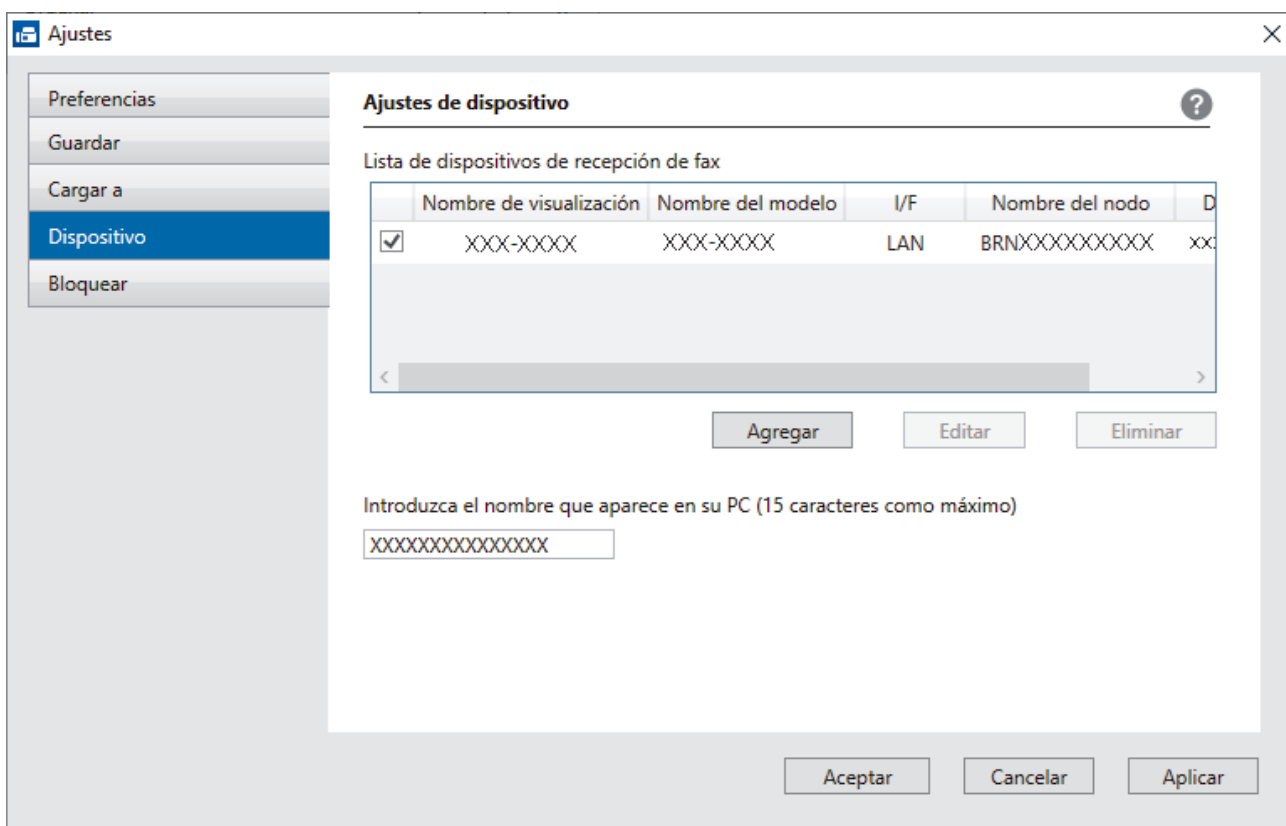 Ajustes
Preferencias
Guardar
Cargar a
Dispositivo
Bloquear
Ajustes de dispositivo
?
Lista de dispositivos de recepción de fax
Nombre de visualización Nombre del modelo I/F Nombre del nodo D
XXX-XXXX XXX-XXXX LAN BRNXXXXXXXXX xx
Agregar Editar Eliminar
Introduzca el nombre que aparece en su PC (15 caracteres como máximo)
XXXXXXXXXXXXXXX
Aceptar Cancelar Aplicar